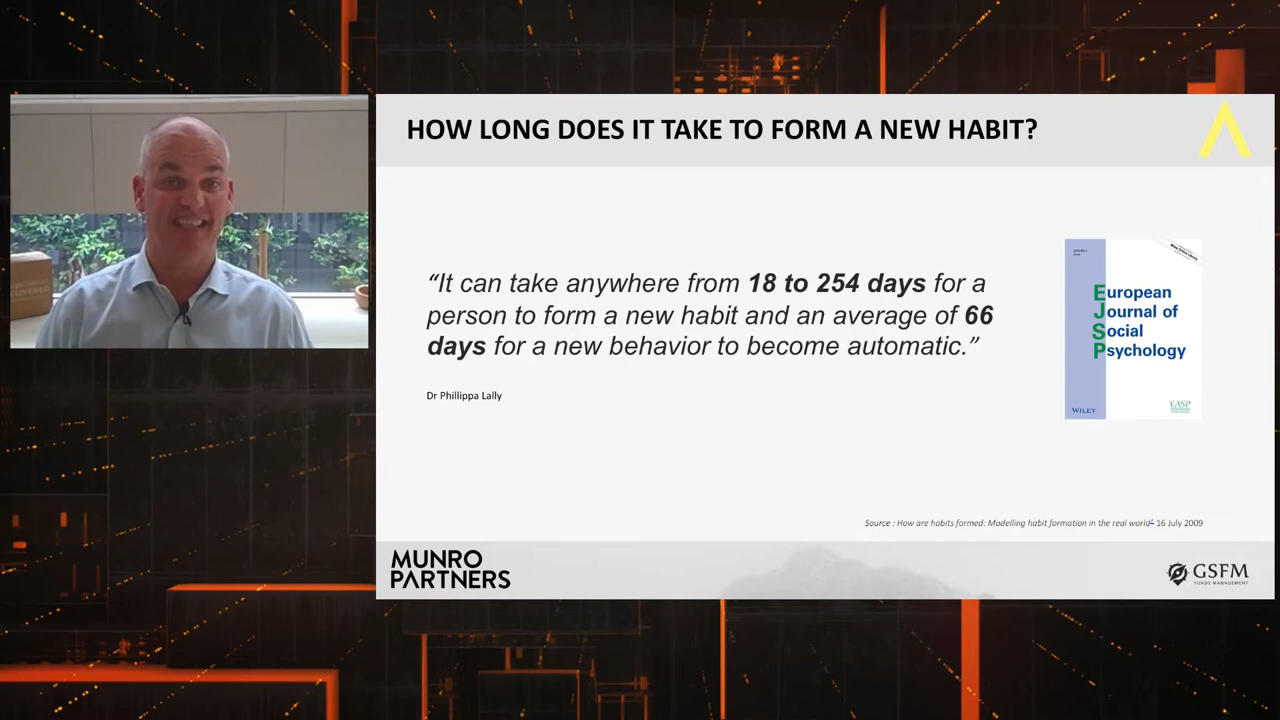 HOW LONG DOES IT TAKE TO FORM A NEW HABIT?
“It can take anywhere from 18 to 254 days for a
person to form a new habit and an average of 66
days for a new behavior to become automatic.”
Dr Phillippa Lally
European
Journal of
Social
Psychology
WILEY
EASP
Source : How are habits formed: Modelling habit formation in the real world 16 July 2009
MUNRO
PARTNERS
GSFM
FUNDS MANAGEMENT